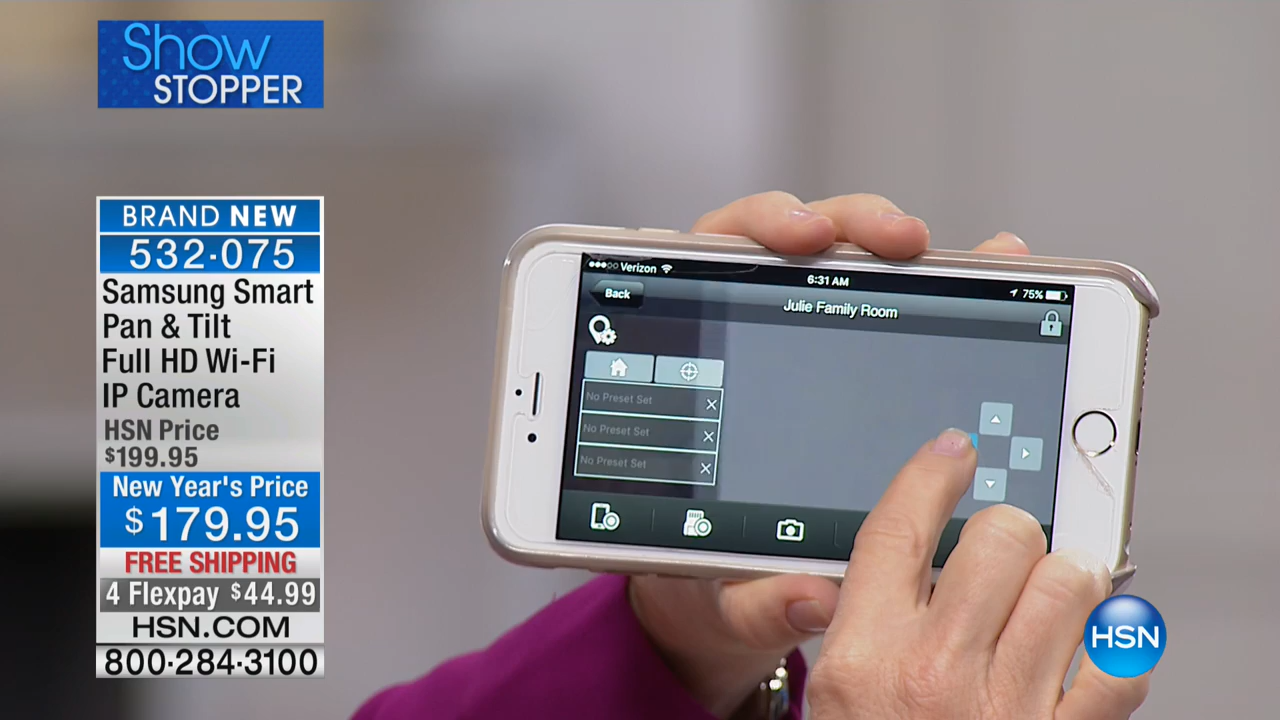 Show
STOPPER
BRAND NEW
532·075
Samsung Smart
Pan & Tilt
Full HD Wi-Fi
IP Camera
HSN Price
$199.95
New Year's Price
$179.95
FREE SHIPPING
4 Flexpay $44.99
HSN.COM
800·284·3100
Verizon
6:31 AM
75%
Back
Julie Family Room
No Preset Set
No Preset Set
No Preset Set
HSN